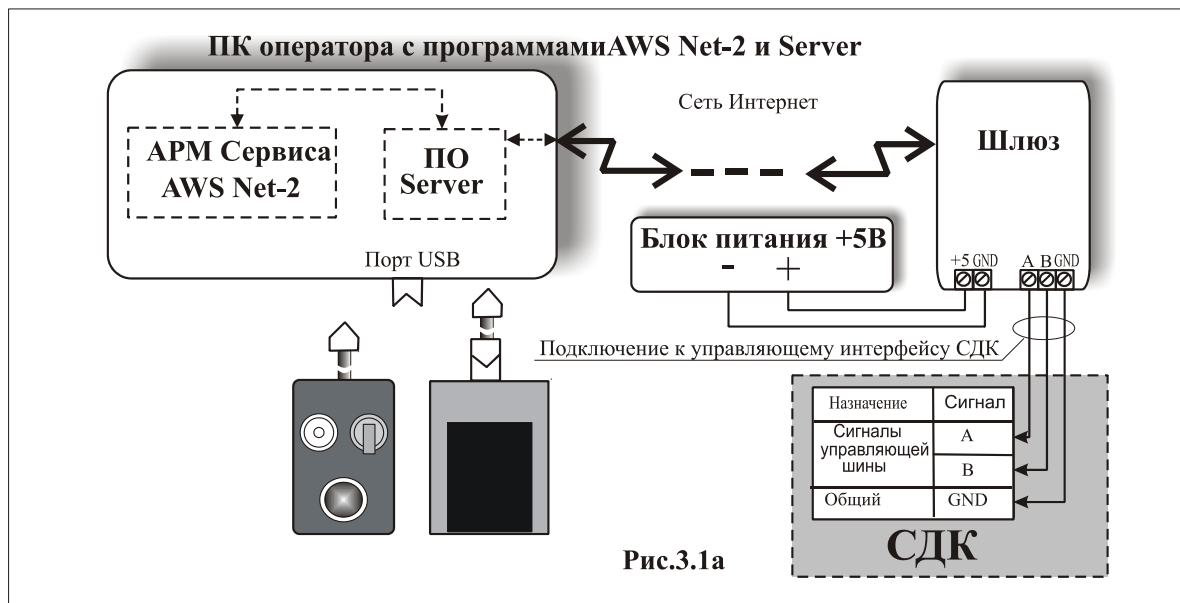 ПК оператора с программамиAWS Net-2 и Server
Сеть Интернет
АРМ Сервиса
AWS Net-2
ПО
Server
Шлюз
Порт USB
Блок питания +5В
- +
+5 GND
A B GND
Подключение к управляющему интерфейсу СДК
Назначение Сигнал
Сигналы
управляющей
шины
A
B
Общий GND
СДК
Рис.3.1а